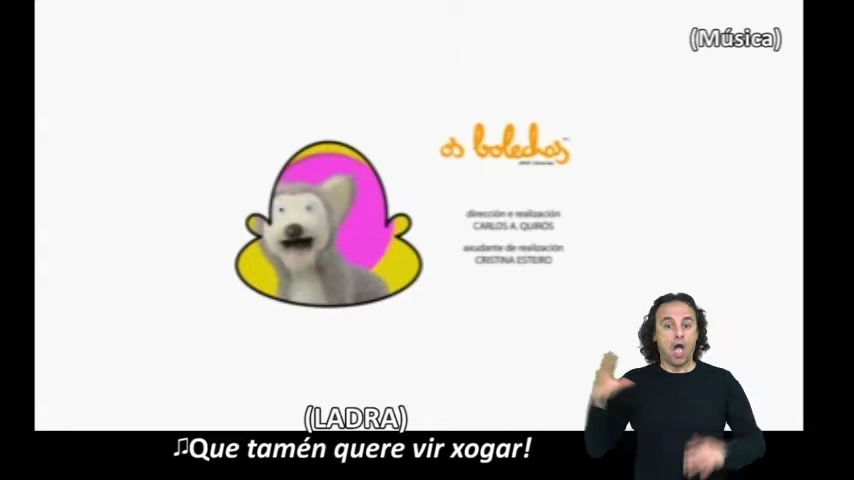 (Música)
os bolechas
dirección e realización
CARLOS A. QUIRÓS
axudante de realización
CRISTINA ESTEIRO
(LADRA)
♫Que tamén quere vir xogar!